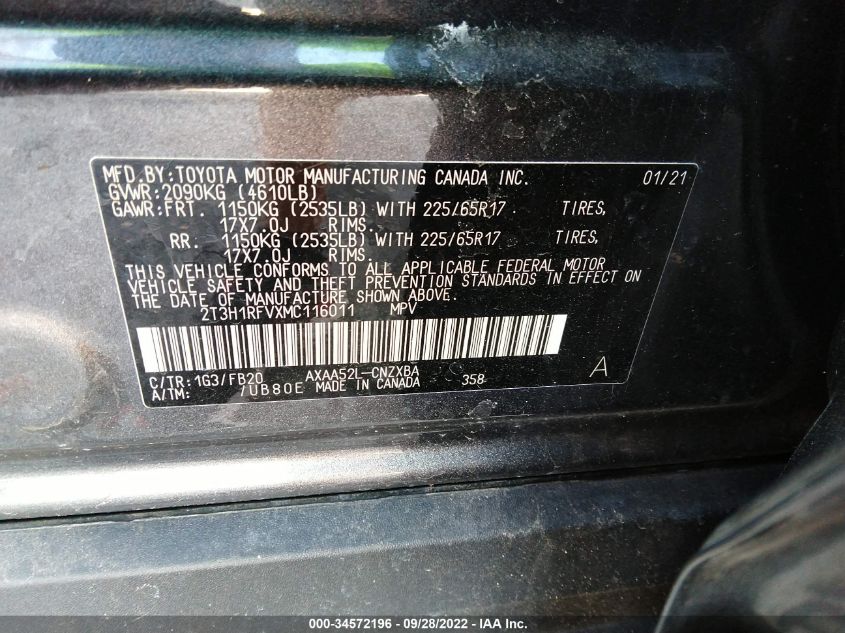 MFD.BY:TOYOTA MOTOR MANUFACTURING CANADA INC. 01/21
GVWR:2090KG (4610LB)
GAWR:FRT. 1150KG (2535LB) WITH 225/65R17 TIRES,
17X7.0J RIMS.
RR. 1150KG (2535LB) WITH 225/65R17 TIRES,
17X7.0J RIMS.
THIS VEHICLE CONFORMS TO ALL APPLICABLE FEDERAL MOTOR
VEHICLE SAFETY AND THEFT PREVENTION STANDARDS IN EFFECT ON
THE DATE OF MANUFACTURE SHOWN ABOVE.
2T3H1RFVXMC116011 MPV
C/TR:1G3/FB20 AXAA52L-CNZXBA A
A/TM: /UB80E MADE IN CANADA 358
000-34572196 - 09/28/2022 - IAAI.COM